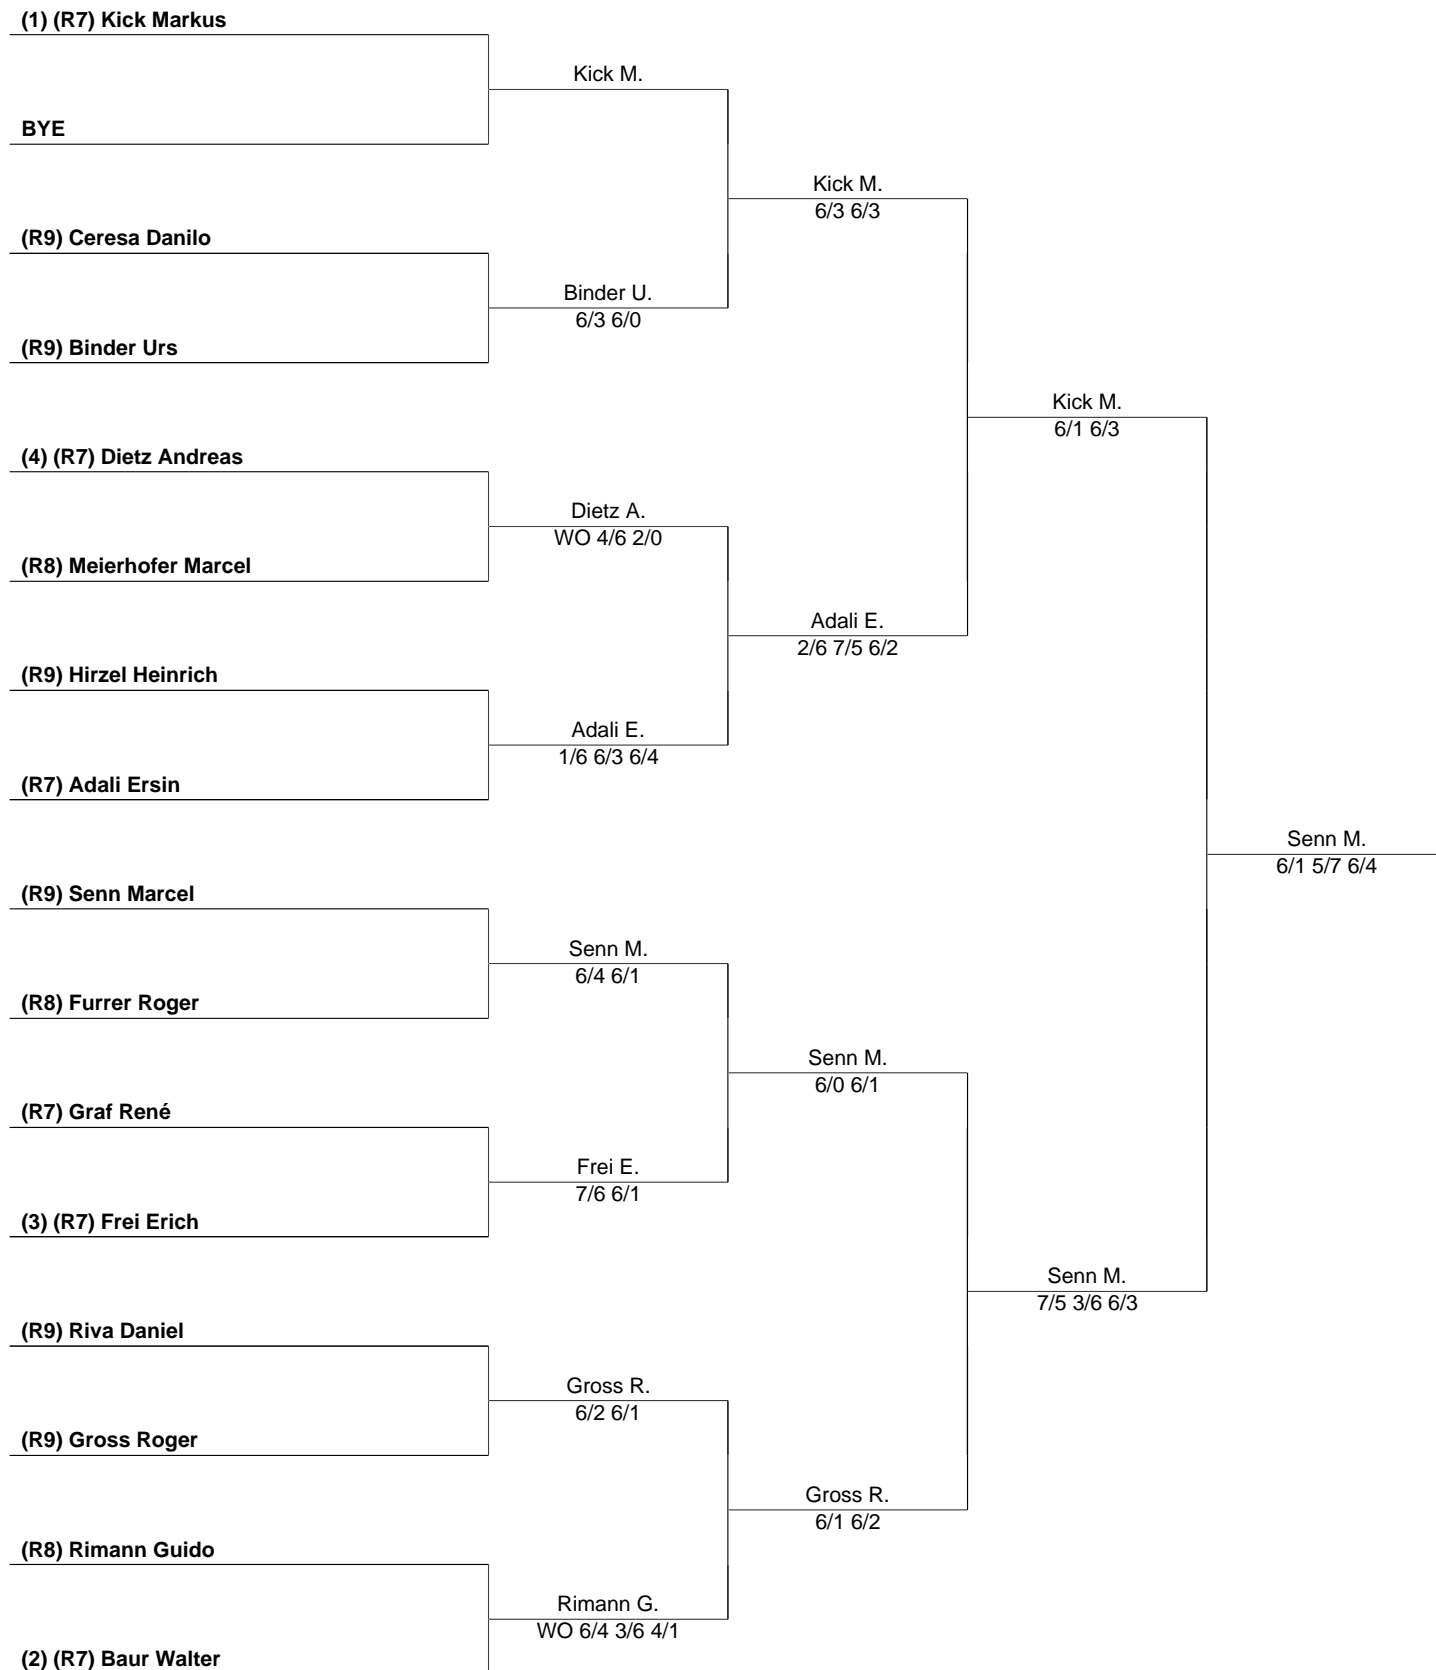 (1) (R7) Kick Markus
Kick M.
BYE
Kick M.
6/3 6/3
(R9) Ceresa Danilo
Binder U.
6/3 6/0
(R9) Binder Urs
Kick M.
6/1 6/3
(4) (R7) Dietz Andreas
Dietz A.
WO 4/6 2/0
(R8) Meierhofer Marcel
Adali E.
2/6 7/5 6/2
(R9) Hirzel Heinrich
Adali E.
1/6 6/3 6/4
(R7) Adali Ersin
Senn M.
6/1 5/7 6/4
(R9) Senn Marcel
Senn M.
6/4 6/1
(R8) Furrer Roger
Senn M.
6/0 6/1
(R7) Graf René
Frei E.
7/6 6/1
(3) (R7) Frei Erich
Senn M.
7/5 3/6 6/3
(R9) Riva Daniel
Gross R.
6/2 6/1
(R9) Gross Roger
Gross R.
6/1 6/2
(R8) Rimann Guido
Rimann G.
WO 6/4 3/6 4/1
(2) (R7) Baur Walter